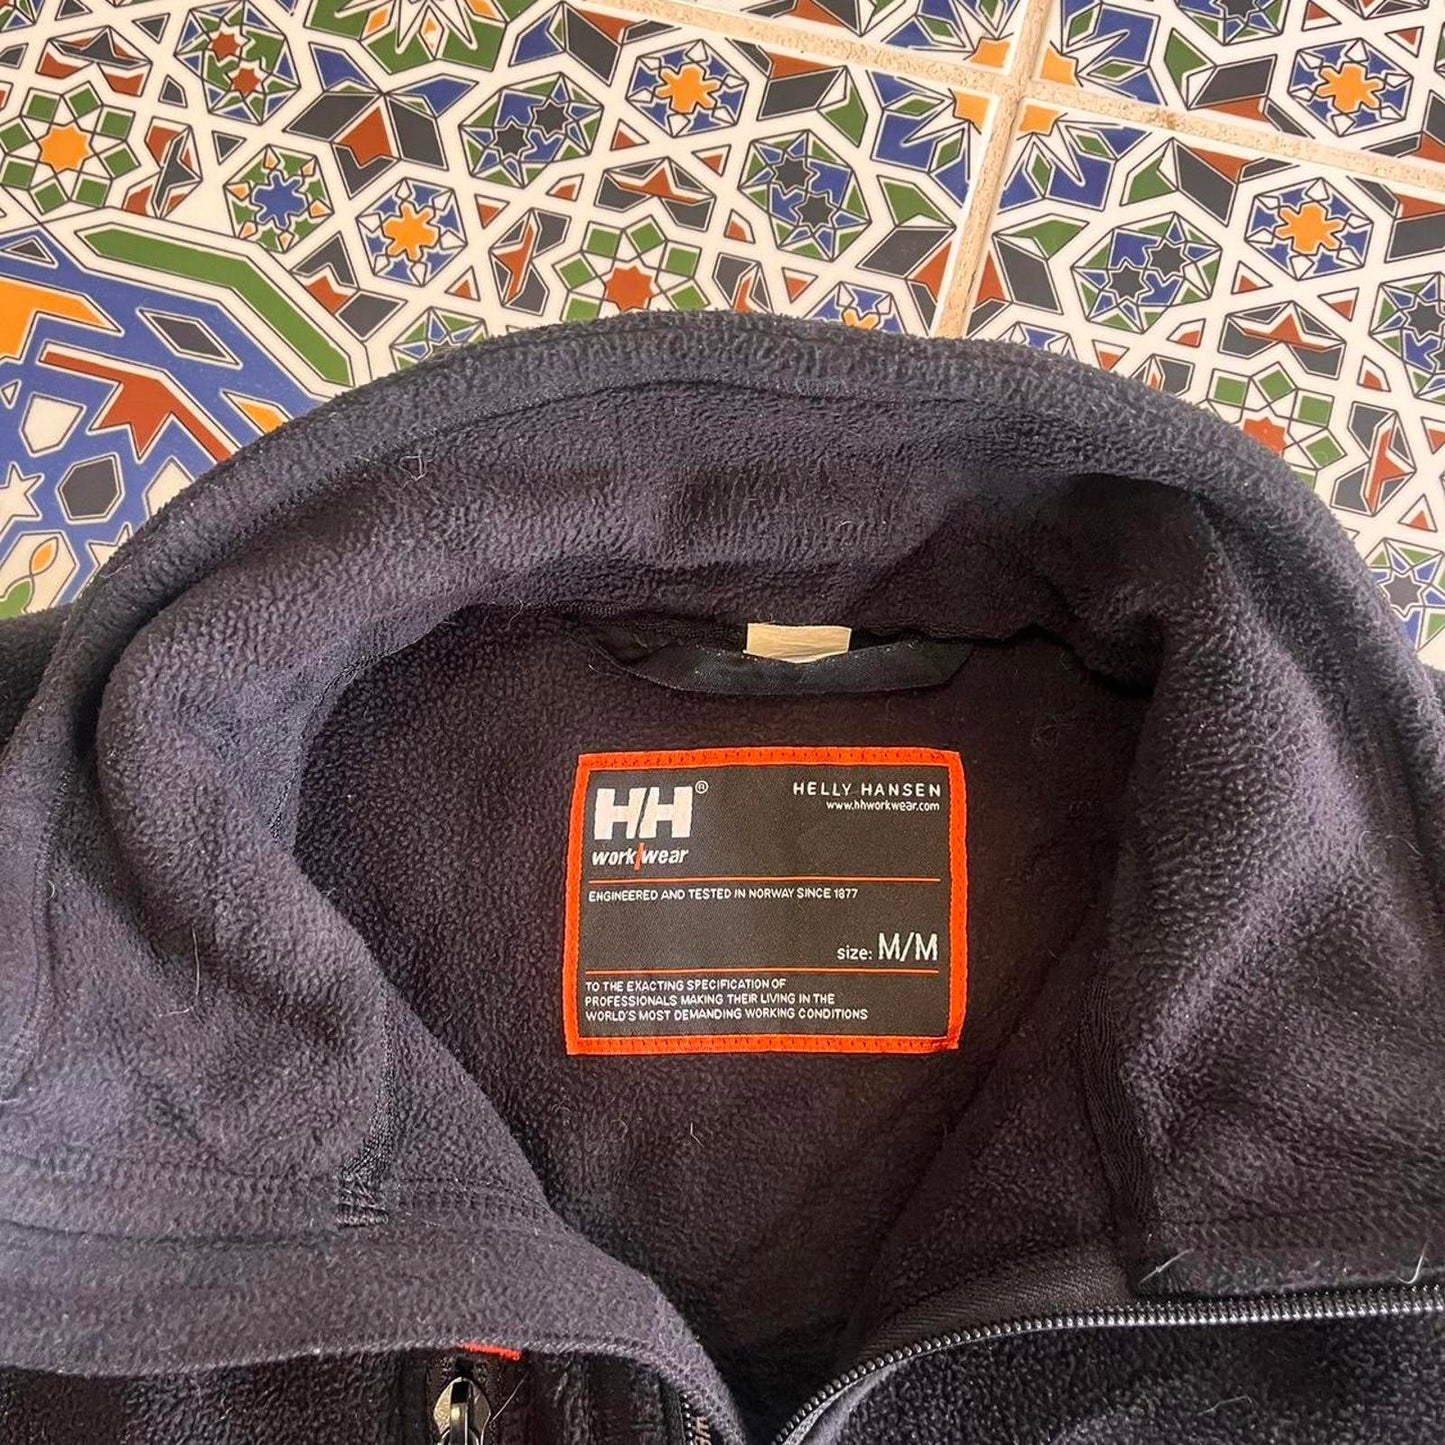 HH®
work/wear
HELLY HANSEN
www.hhworkwear.com
ENGINEERED AND TESTED IN NORWAY SINCE 1877
size: M/M
TO THE EXACTING SPECIFICATION OF
PROFESSIONALS MAKING THEIR LIVING IN THE
WORLD'S MOST DEMANDING WORKING CONDITIONS